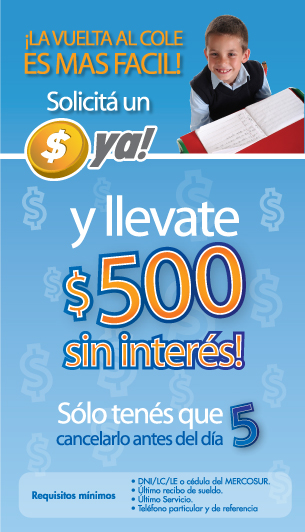 ¡LA VUELTA AL COLE
ES MAS FACIL!
Solicitá un
$ ya!
y llevate
$500
sin interés!
Sólo tenés que
cancelarlo antes del día 5
Requisitos mínimos
• DNI/LC/LE o cédula del MERCOSUR.
• Último recibo de sueldo.
• Último Servicio.
• Teléfono particular y de referencia